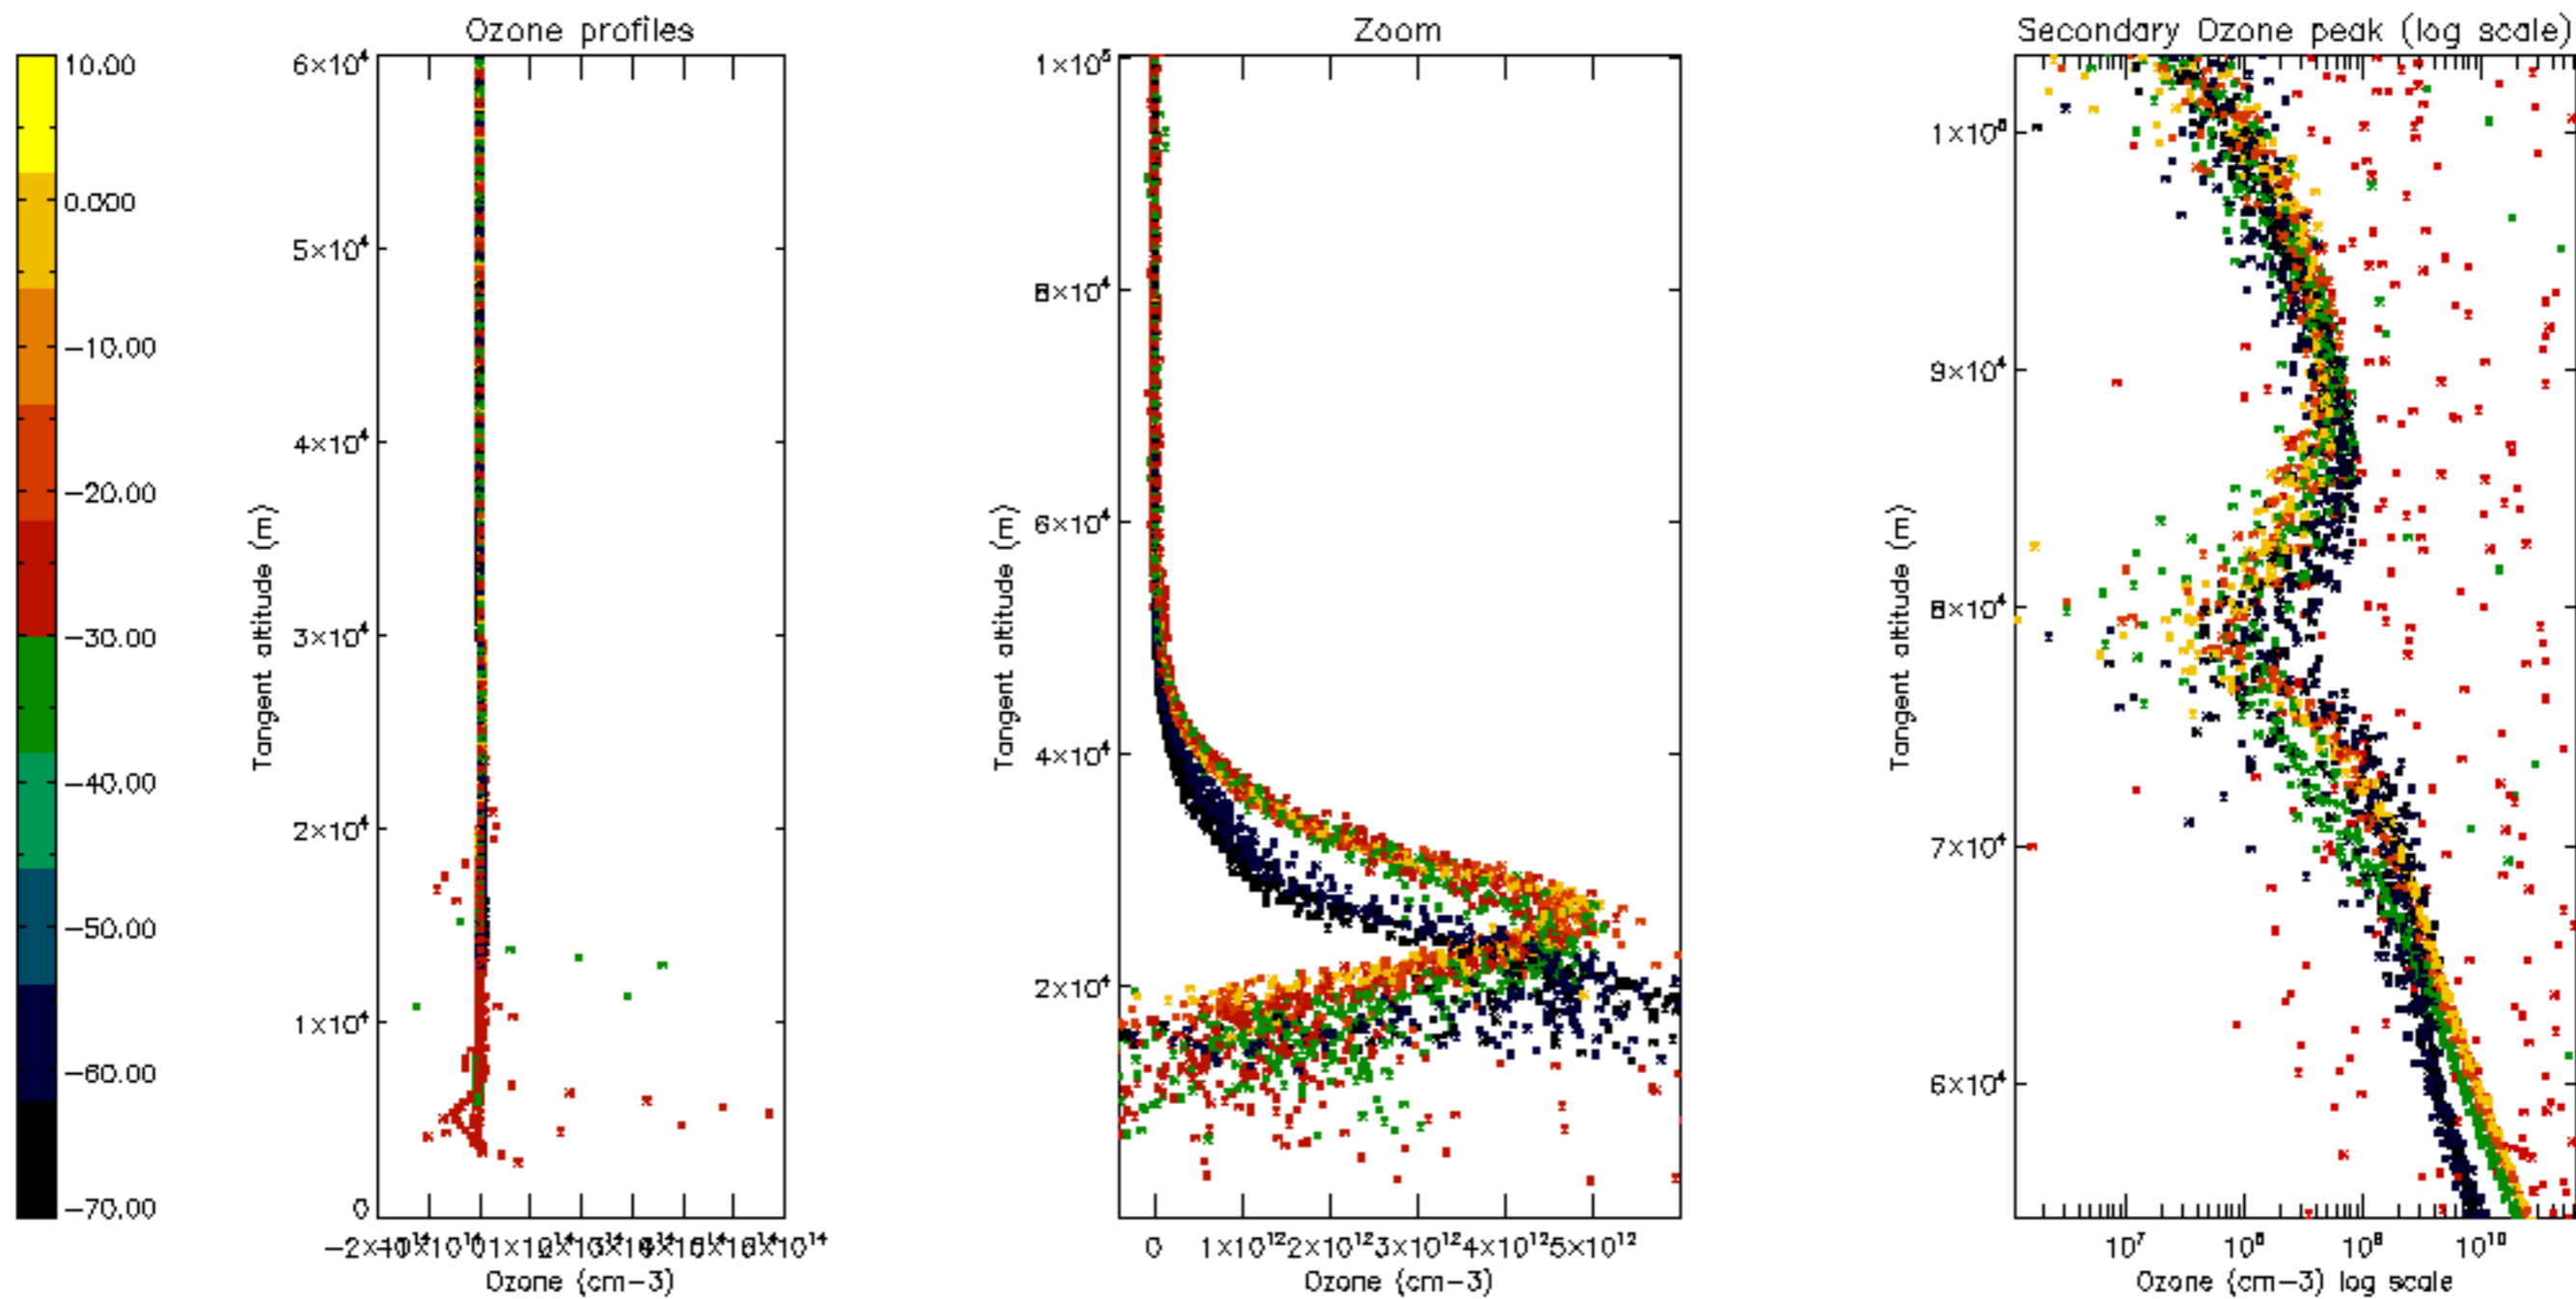 Ozone profiles
Zoom
Secondary Ozone peak (log scale)
10.00
0.000
−10.00
−20.00
−30.00
−40.00
−50.00
−60.00
−70.00
6×10⁴
5×10⁴
4×10⁴
3×10⁴
2×10⁴
1×10⁴
0
Tangent altitude (m)
Ozone (cm−3)
1×10⁵
8×10⁴
6×10⁴
4×10⁴
2×10⁴
Tangent altitude (m)
0 1×10¹² 2×10¹² 3×10¹² 4×10¹² 5×10¹²
Ozone (cm−3)
9×10⁴
8×10⁴
7×10⁴
6×10⁴
Tangent altitude (m)
10⁷ 10⁸ 10⁹ 10¹⁰
Ozone (cm−3) log scale